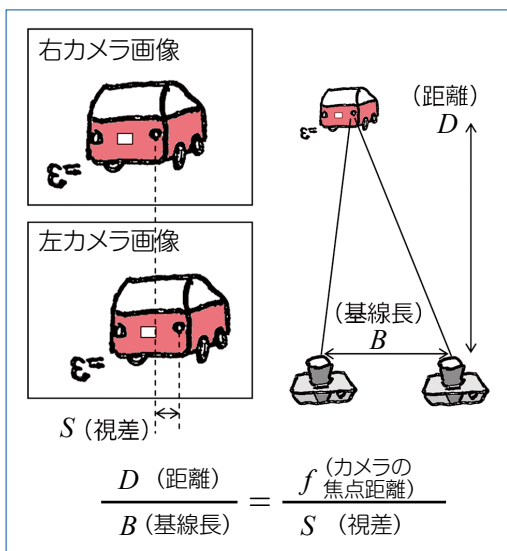 右カメラ画像
左カメラ画像
S（視差）
（距離）
D
（基線長）
B
D（距離）/B（基線長） = f（カメラの焦点距離）/S（視差）